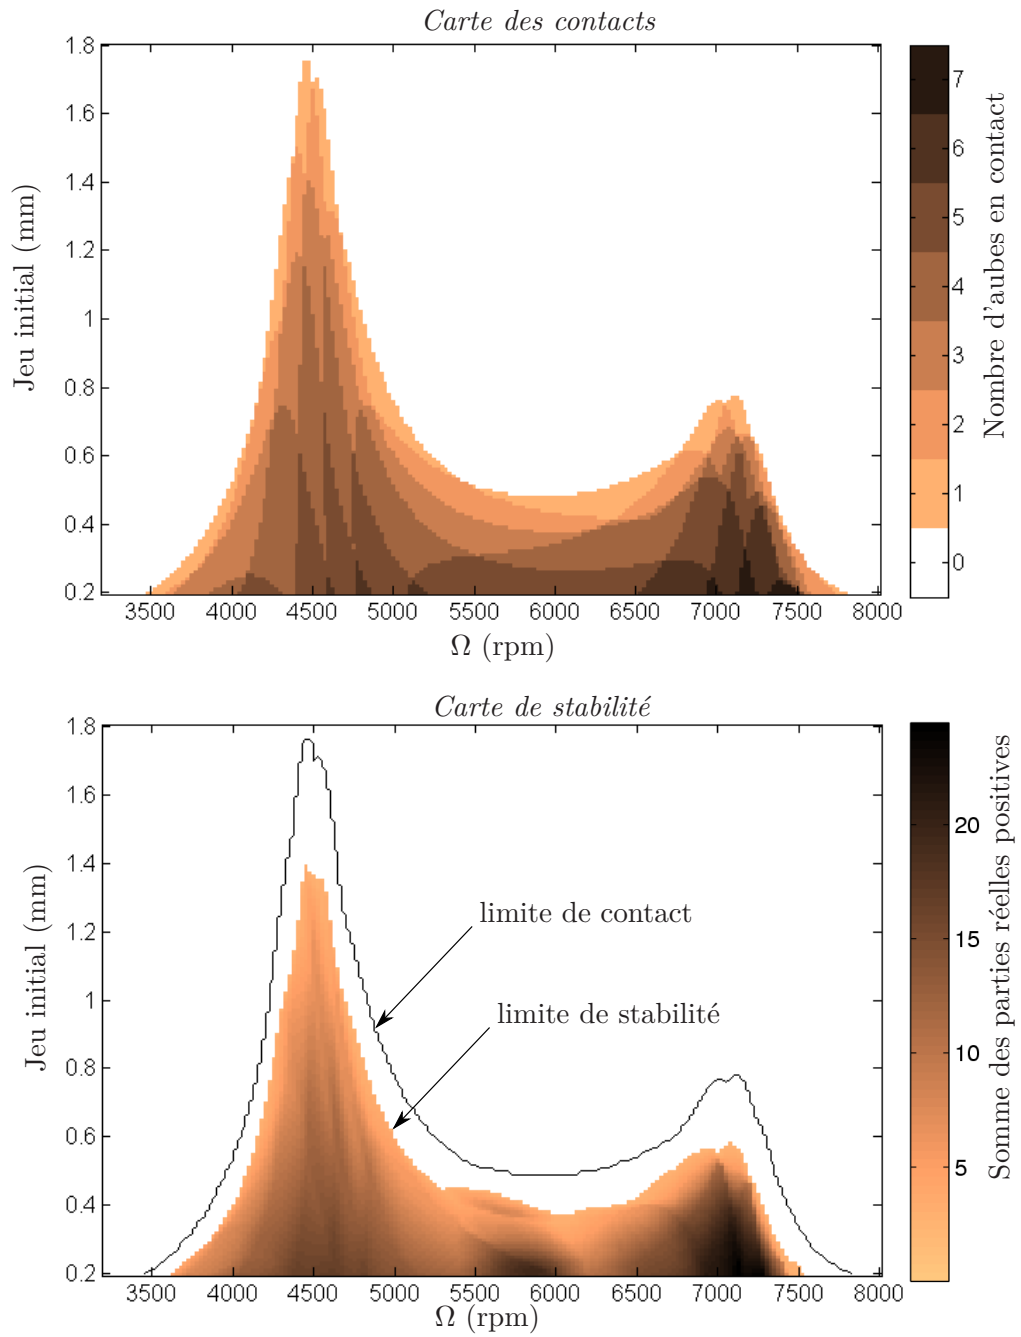 Carte des contacts
1.8
1.6
1.4
1.2
1
0.8
0.6
0.4
0.2
Jeu initial (mm)
3500 4000 4500 5000 5500 6000 6500 7000 7500 8000
Ω (rpm)
7
6
5
4
3
2
1
0
Nombre d'aubes en contact
Carte de stabilité
1.8
1.6
1.4
1.2
1
0.8
0.6
0.4
0.2
Jeu initial (mm)
limite de contact
limite de stabilité
3500 4000 4500 5000 5500 6000 6500 7000 7500 8000
Ω (rpm)
20
15
10
5
Somme des parties réelles positives